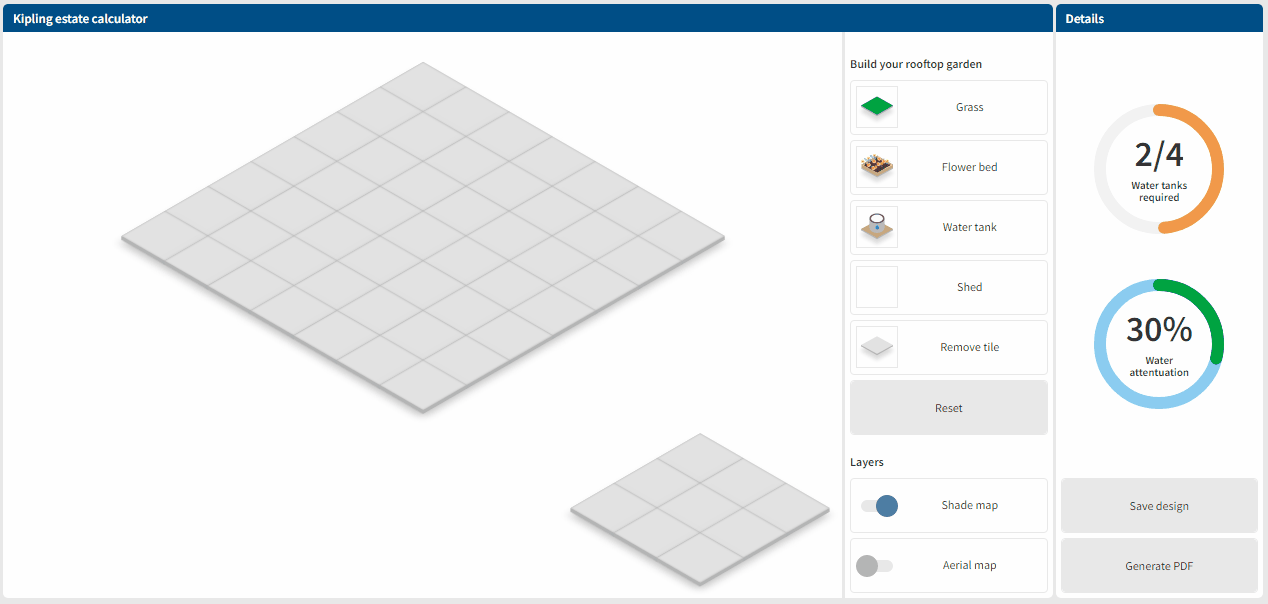 Kipling estate calculator
Details
Build your rooftop garden
Grass
Flower bed
Water tank
Shed
Remove tile
Reset
Layers
Shade map
Aerial map
2/4
Water tanks
required
30%
Water
attentuation
Save design
Generate PDF